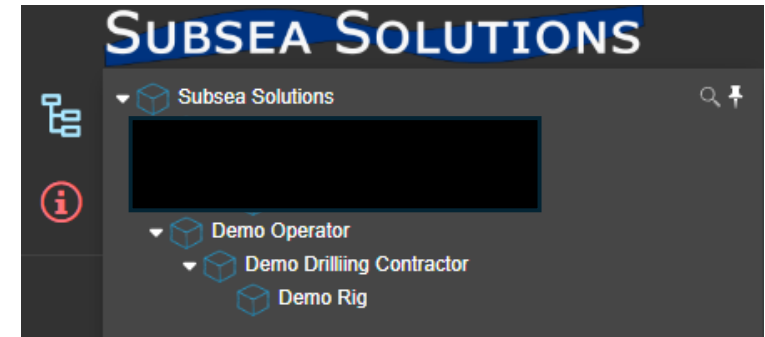 SUBSEA SOLUTIONS
Subsea Solutions
Demo Operator
Demo Drilliing Contractor
Demo Rig